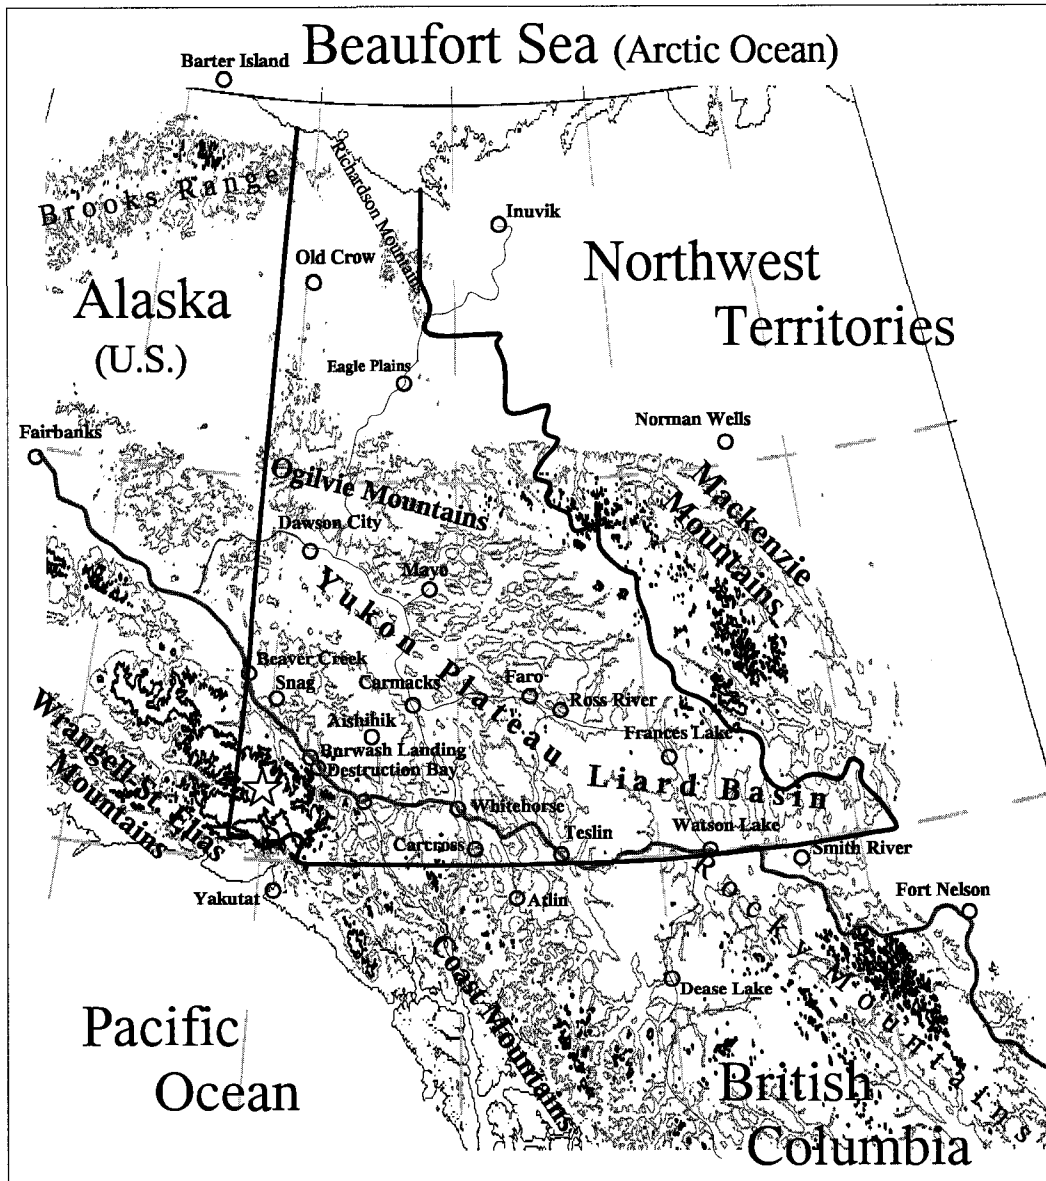 Beaufort Sea (Arctic Ocean)
Barter Island
Richardson Mountains
Brooks Range
Inuvik
Old Crow
Northwest
Territories
Alaska
(U.S.)
Eagle Plains
Norman Wells
Fairbanks
Mackenzie
Mountains
Ogilvie Mountains
Dawson City
Mayo
Yukon Plateau
Beaver Creek
Snag
Carmacks
Faro
Ross River
Aishihik
Frances Lake
Burwash Landing
Destruction Bay
Liard Basin
Wrangell-St. Elias
Mountains
Whitehorse
Teslin
Watson Lake
Carcross
Smith River
Yakutat
Atlin
Fort Nelson
Rocky Mountains
Coast Mountains
Dease Lake
Pacific
Ocean
British
Columbia